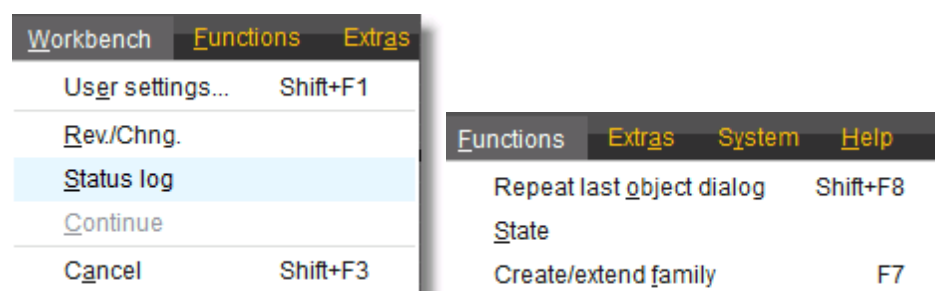 Workbench Functions Extras
User settings... Shift+F1
Rev./Chng.
Status log
Continue
Cancel Shift+F3
Functions Extras System Help
Repeat last object dialog Shift+F8
State
Create/extend family F7